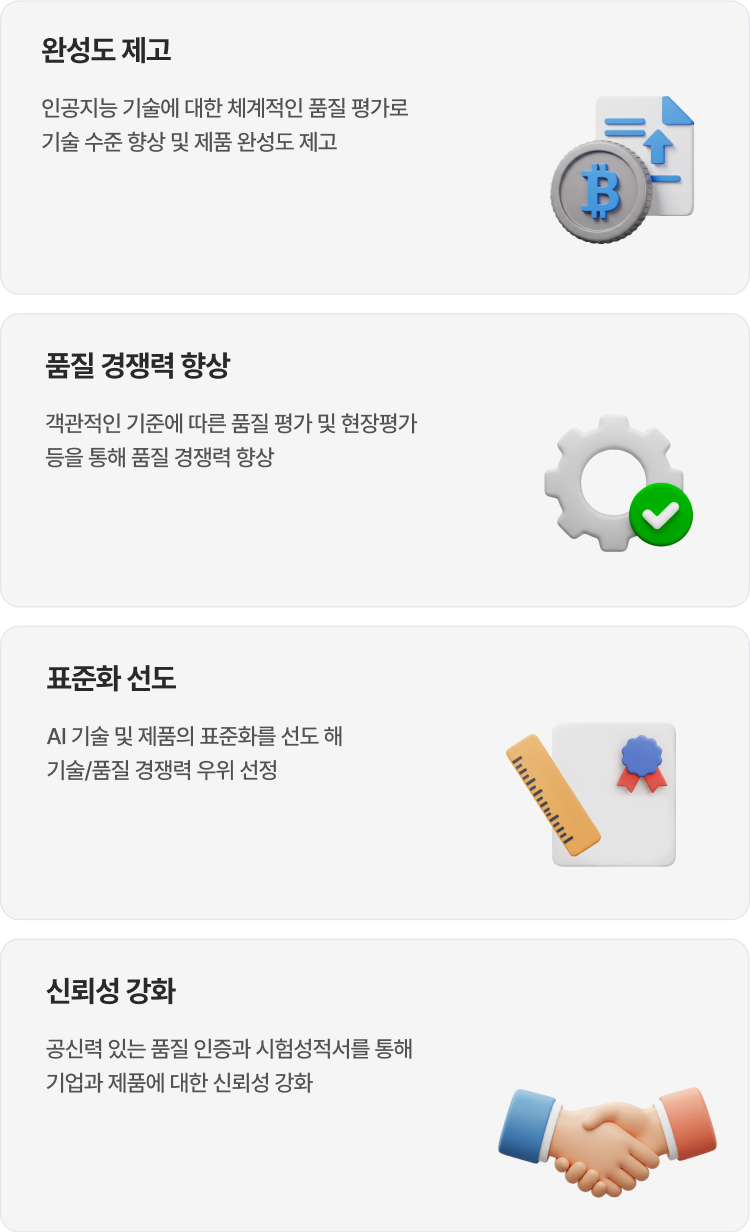 완성도 제고
인공지능 기술에 대한 체계적인 품질 평가로
기술 수준 향상 및 제품 완성도 제고
품질 경쟁력 향상
객관적인 기준에 따른 품질 평가 및 현장평가
등을 통해 품질 경쟁력 향상
표준화 선도
AI 기술 및 제품의 표준화를 선도 해
기술/품질 경쟁력 우위 선정
신뢰성 강화
공신력 있는 품질 인증과 시험성적서를 통해
기업과 제품에 대한 신뢰성 강화